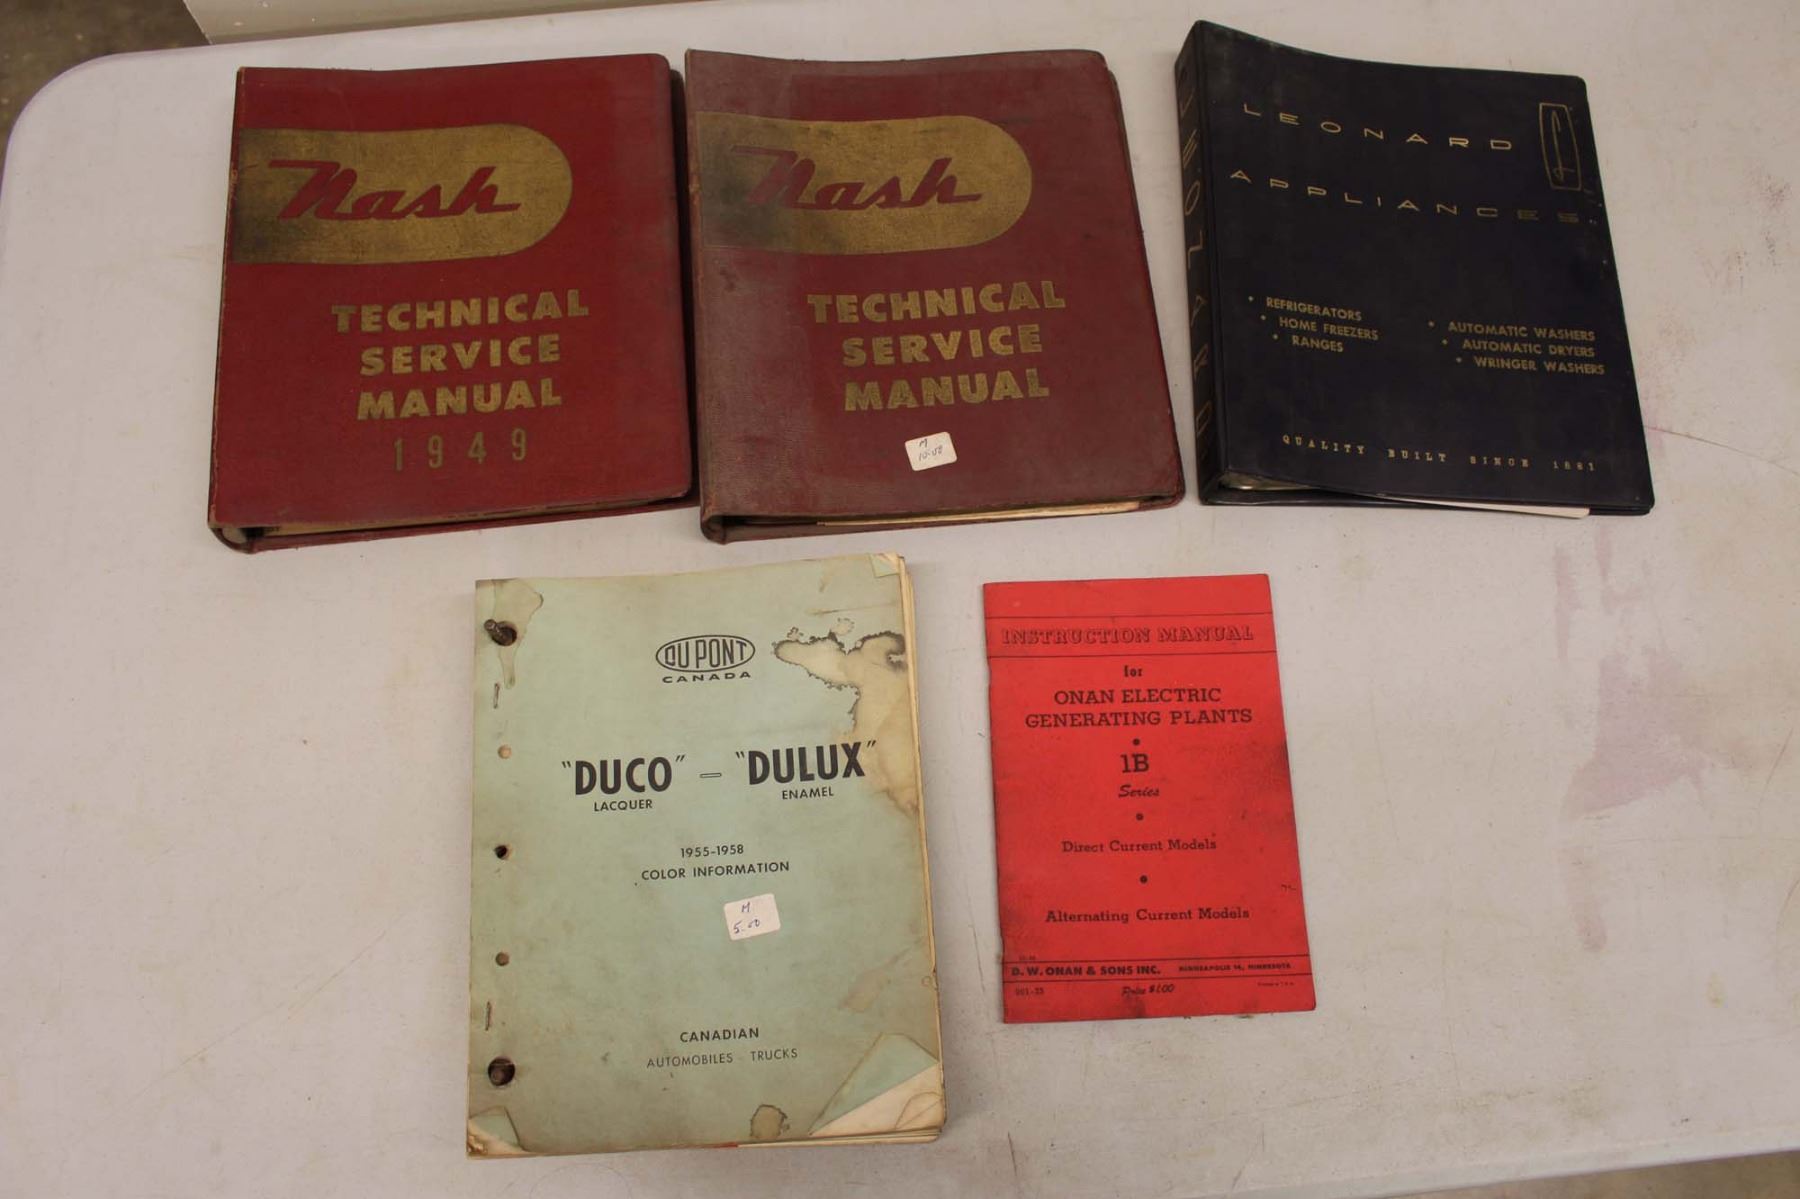 Nash
TECHNICAL
SERVICE
MANUAL
1949
Nash
TECHNICAL
SERVICE
MANUAL
M
10.00
LEONARD
APPLIANCES
• REFRIGERATORS
• HOME FREEZERS
• RANGES
• AUTOMATIC WASHERS
• AUTOMATIC DRYERS
• WRINGER WASHERS
QUALITY BUILT SINCE 1881
DU PONT
CANADA
"DUCO" – "DULUX"
LACQUER ENAMEL
1955-1958
COLOR INFORMATION
M
5.00
CANADIAN
AUTOMOBILES TRUCKS
INSTRUCTION MANUAL
for
ONAN ELECTRIC
GENERATING PLANTS
•
1B
Series
•
Direct Current Models
•
Alternating Current Models
D. W. ONAN & SONS INC. MINNEAPOLIS 14, MINNESOTA
Price $1.00